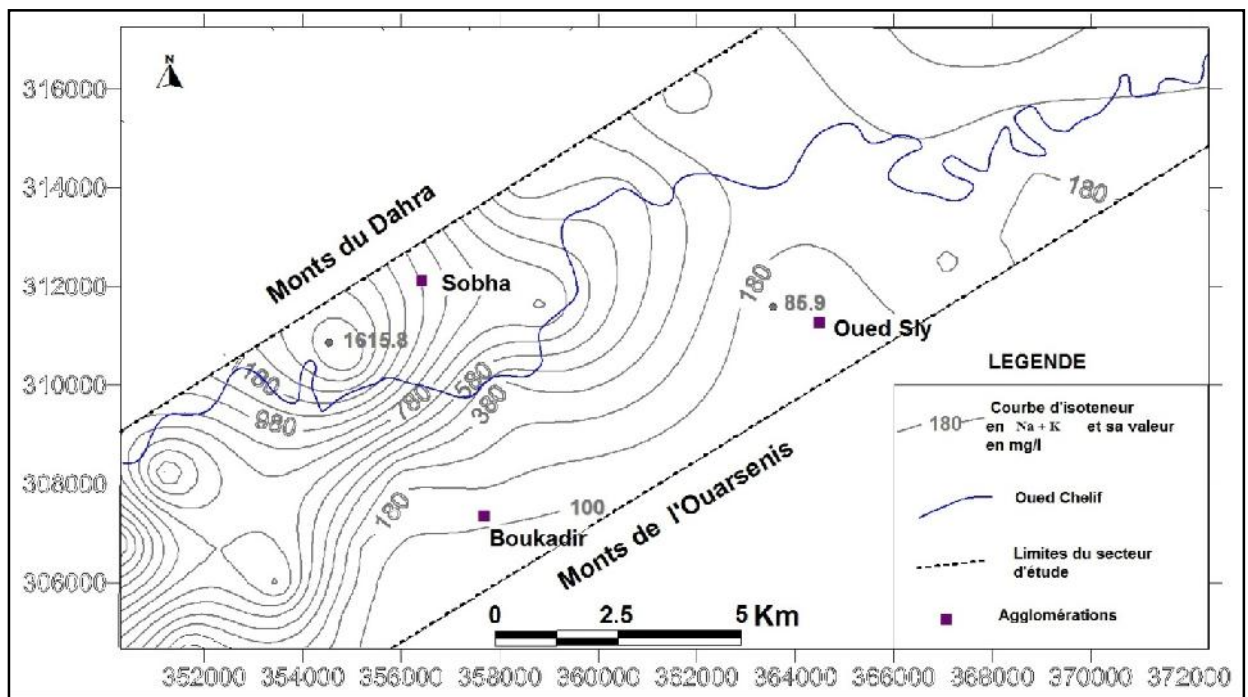 N
316000
314000
312000
310000
308000
306000
Monts du Dahra
Sobha
1615.8
180
980
780
580
380
180
180
85.9
Oued Sly
180
100
Boukadir
Monts de l'Ouarsenis
0 2.5 5 Km
LEGENDE
180 Courbe d'isoteneur
en Na + K et sa valeur
en mg/l
Oued Chelif
Limites du secteur
d'étude
Agglomérations
352000 354000 356000 358000 360000 362000 364000 366000 368000 370000 372000